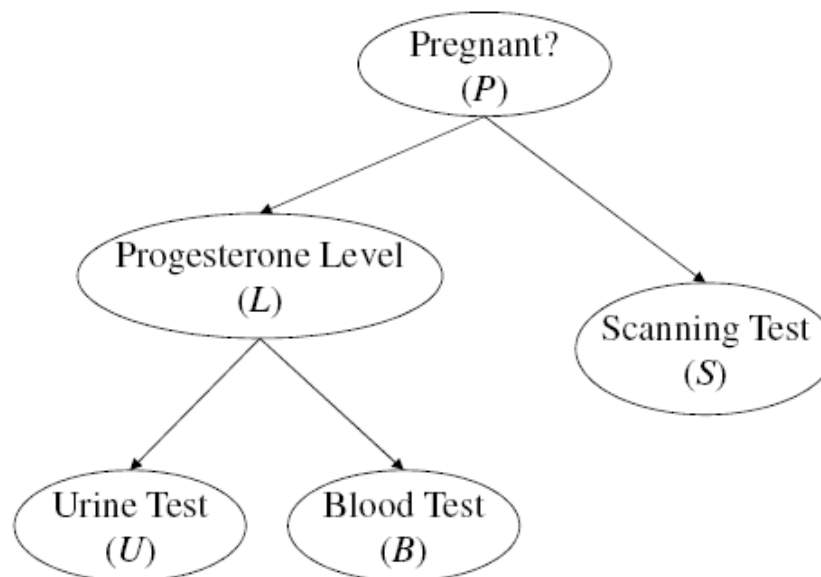 Pregnant?
(P)
Progesterone Level
(L)
Scanning Test
(S)
Urine Test
(U)
Blood Test
(B)